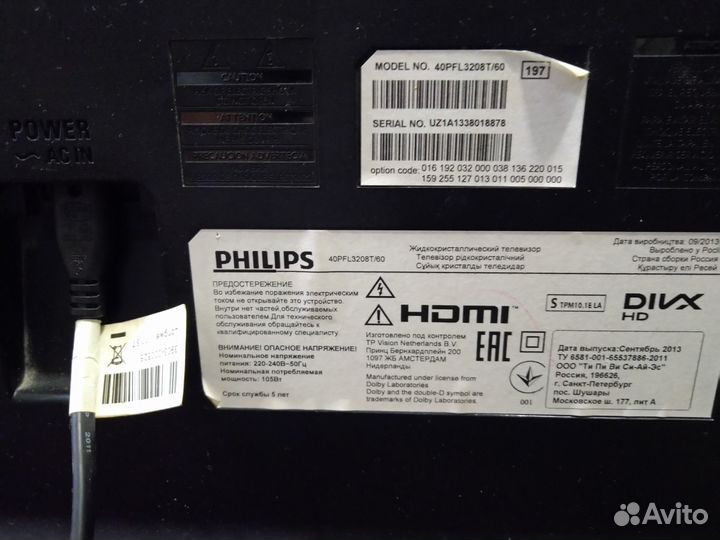 MODEL NO. 40PFL3208T/60 197
SERIAL NO. UZ1A1338018878
option code: 016 192 032 000 038 136 220 015
159 255 127 013 011 005 000 000
CAUTION
ATTENTION
PRECAUCION ADVERTENCIA
POWER
AC IN
PHILIPS 40PFL3208T/60
Жидкокристаллический телевизор
Телевізор рідкокристалічний
Сұйық кристалды теледидар
Дата виробництва: 09/2013
Вироблено у Росі
Страна сборки Россия
Құрастыру елі Ресей
ПРЕДОСТЕРЕЖЕНИЕ
Во избежание поражения электрическим
током не открывайте это устройство.
Внутри нет частей,обслуживаемых
пользователем Для технического
обслуживания обращайтесь к
квалифицированному специалисту.
ВНИМАНИЕ! ОПАСНОЕ НАПРЯЖЕНИЕ!
Номинальное напряжение
питания: 220-240В~50Гц
Номинальная потребляемая
мощность: 105Вт
Срок службы 5 лет
HDMI
TM
Изготовлено под контролем
TP Vision Netherlands B.V.
Принц Бернхардплейн 200
1097 ЖБ АМСТЕРДАМ
Нидерланды
Manufactured under license from
Dolby Laboratories
Dolby and the double-D symbol are
trademarks of Dolby Laboratories.
EAC
001
S TPM10.1E LA
DIVX
HD
Дата выпуска:Сентябрь 2013
ТУ 6581-001-65537886-2011
ООО "Ти Пи Ви Си-Ай-Эс"
Россия, 196626,
г. Санкт-Петербург
пос. Шушары
Московское ш. 177, лит А
2011
Avito